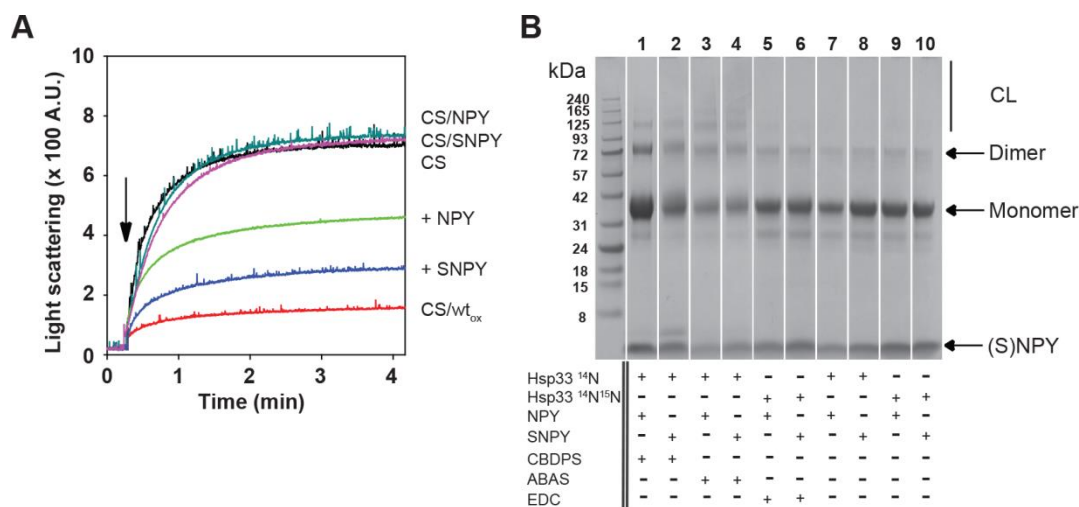 A
Light scattering (x 100 A.U.)
10
8
6
4
2
0
0 1 2 3 4
Time (min)
CS/NPY
CS/SNPY
CS
+ NPY
+ SNPY
CS/wtox
B
1 2 3 4 5 6 7 8 9 10
kDa
240
165
125
93
72
57
42
31
24
18
15
8
CL
Dimer
Monomer
(S)NPY
Hsp33 ¹⁴N + + + + - - + + - -
Hsp33 ¹⁴N¹⁵N - - - - + + - - + +
NPY + - + - + - + - + -
SNPY - + - + - + - + - +
CBDPS + + - - - - - - - -
ABAS - - + + - - - - - -
EDC - - - - + + - - - -